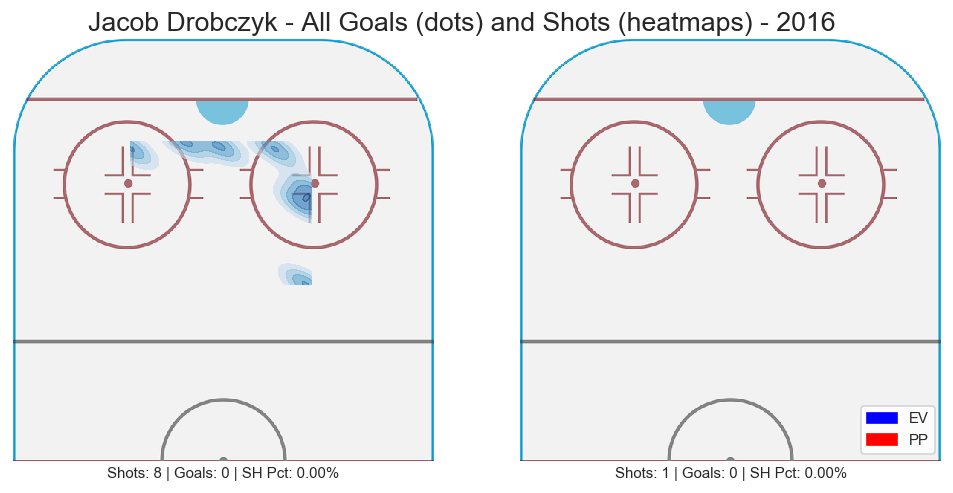 Jacob Drobczyk - All Goals (dots) and Shots (heatmaps) - 2016
EV
PP
Shots: 8 | Goals: 0 | SH Pct: 0.00%
Shots: 1 | Goals: 0 | SH Pct: 0.00%